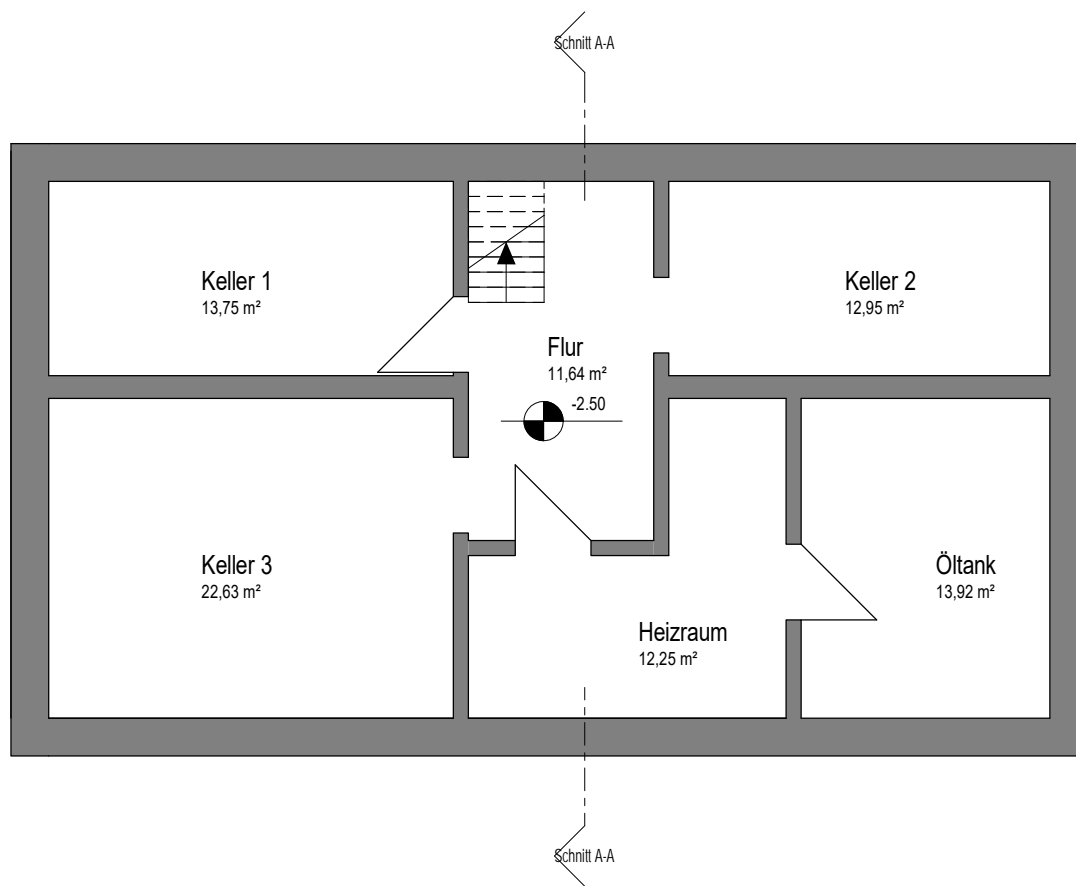 Schnitt A-A
Keller 1
13,75 m²
Keller 2
12,95 m²
Flur
11,64 m²
-2.50
Keller 3
22,63 m²
Öltank
13,92 m²
Heizraum
12,25 m²
Schnitt A-A